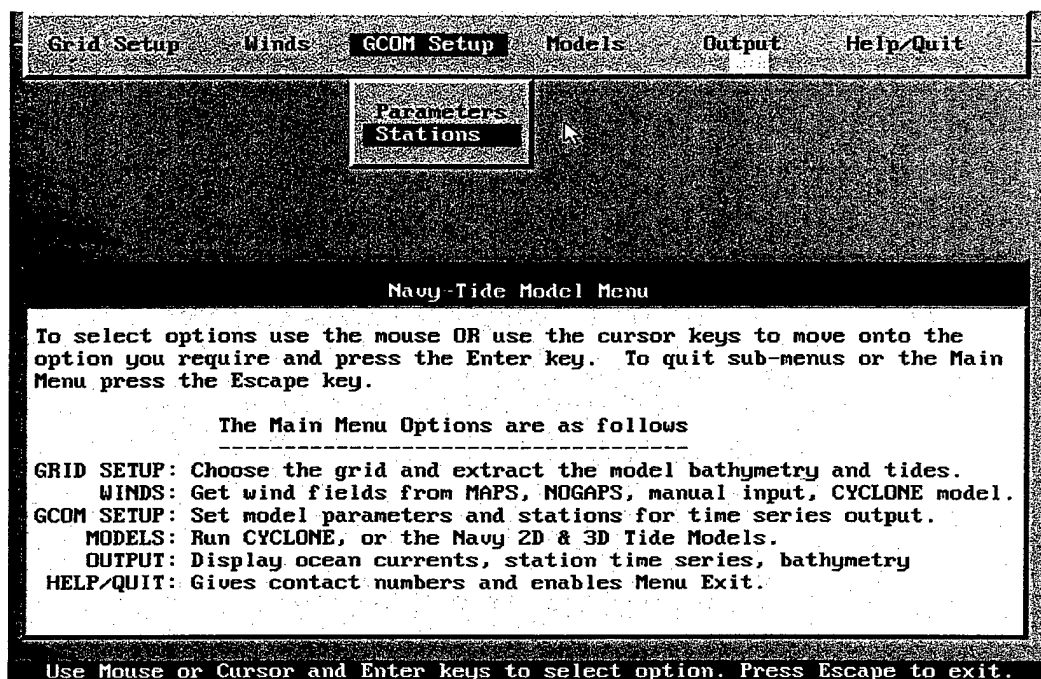 Grid Setup Winds GCOM Setup Models Output Help/Quit
Parameters
Stations
Navy-Tide Model Menu
To select options use the mouse OR use the cursor keys to move onto the
option you require and press the Enter key. To quit sub-menus or the Main
Menu press the Escape key.
The Main Menu Options are as follows
------------------------------------
GRID SETUP: Choose the grid and extract the model bathymetry and tides.
WINDS: Get wind fields from MAPS, NOGAPS, manual input, CYCLONE model.
GCOM SETUP: Set model parameters and stations for time series output.
MODELS: Run CYCLONE, or the Navy 2D & 3D Tide Models.
OUTPUT: Display ocean currents, station time series, bathymetry
HELP/QUIT: Gives contact numbers and enables Menu Exit.
Use Mouse or Cursor and Enter keys to select option. Press Escape to exit.